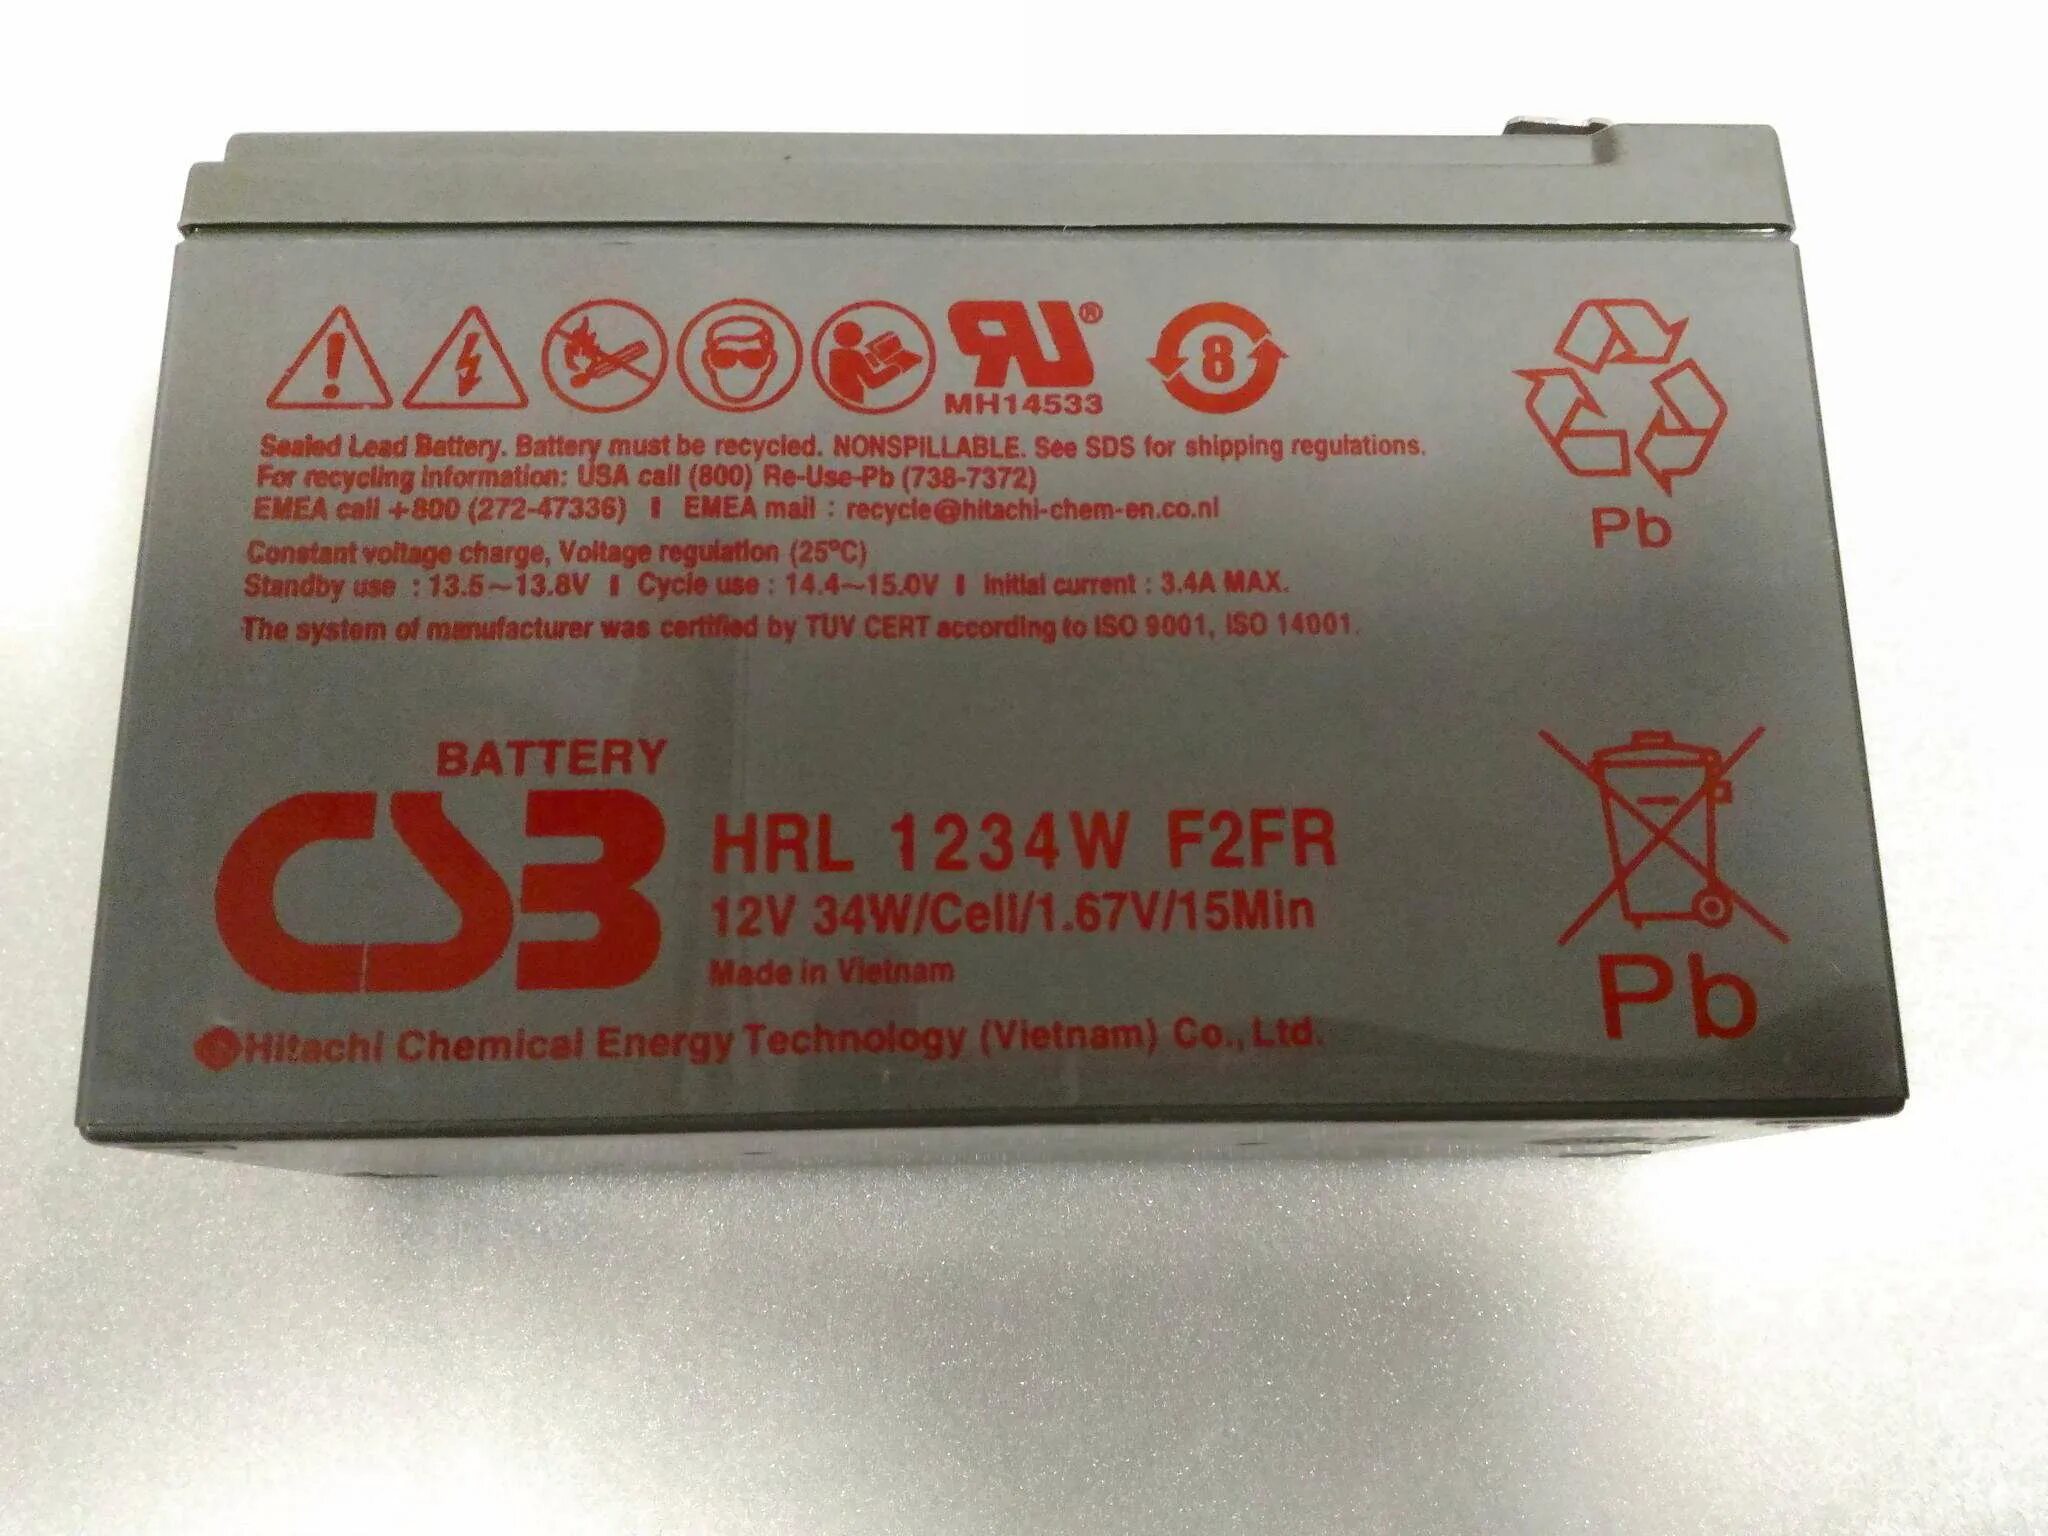 RU®
MH14533
8
Sealed Lead Battery. Battery must be recycled. NONSPILLABLE. See SDS for shipping regulations.
For recycling information: USA call (800) Re-Use-Pb (738-7372)
EMEA call +800 (272-47336) | EMEA mail : recycle@hitachi-chem-en.co.nl
Pb
Constant voltage charge, Voltage regulation (25°C)
Standby use : 13.5~13.8V | Cycle use : 14.4~15.0V | Initial current : 3.4A MAX.
The system of manufacturer was certified by TUV CERT according to ISO 9001, ISO 14001.
BATTERY
CSB
HRL 1234W F2FR
12V 34W/Cell/1.67V/15Min
Made in Vietnam
Hitachi Chemical Energy Technology (Vietnam) Co., Ltd.
Pb